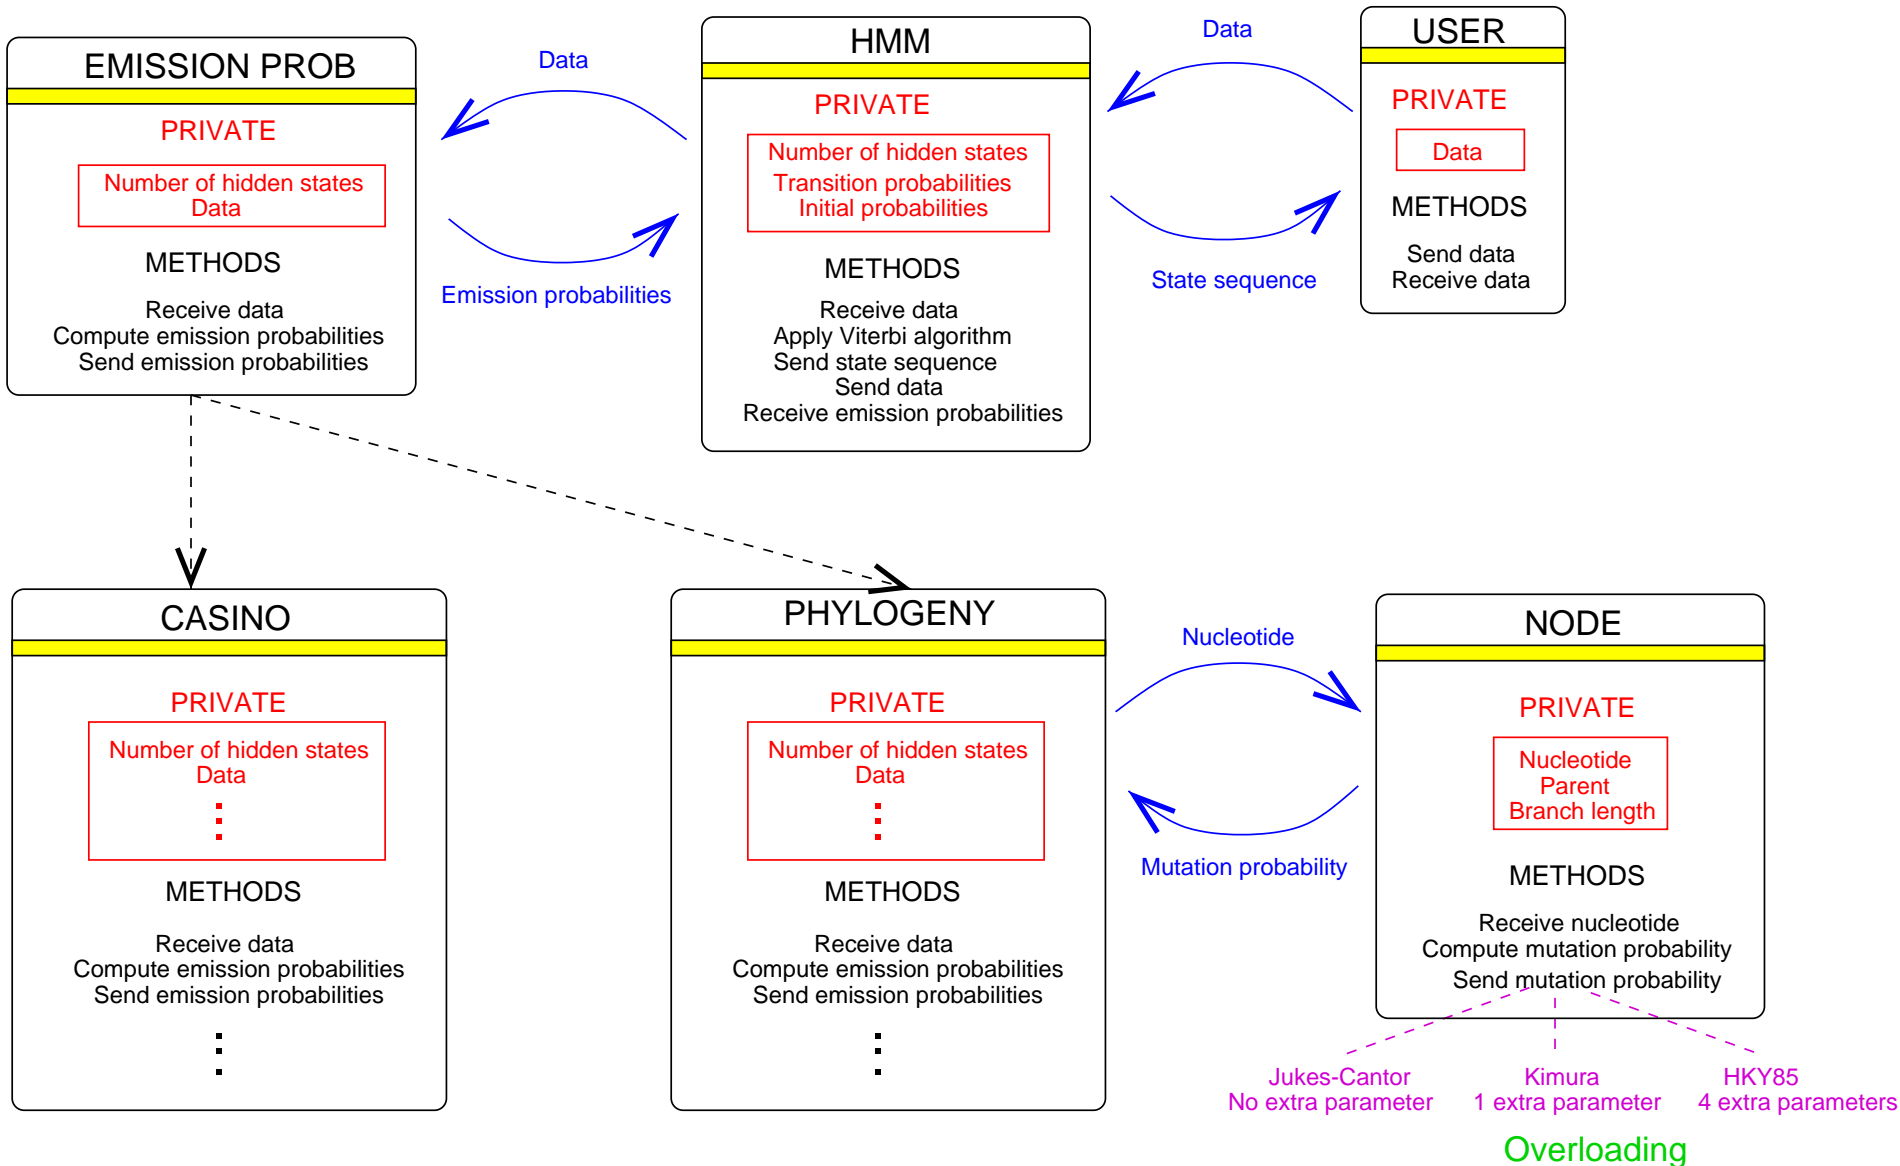 EMISSION PROB
PRIVATE
Number of hidden states
Data
METHODS
Receive data
Compute emission probabilities
Send emission probabilities
Data
Emission probabilities
HMM
PRIVATE
Number of hidden states
Transition probabilities
Initial probabilities
METHODS
Receive data
Apply Viterbi algorithm
Send state sequence
Send data
Receive emission probabilities
Data
State sequence
USER
PRIVATE
Data
METHODS
Send data
Receive data
CASINO
PRIVATE
Number of hidden states
Data
METHODS
Receive data
Compute emission probabilities
Send emission probabilities
PHYLOGENY
PRIVATE
Number of hidden states
Data
METHODS
Receive data
Compute emission probabilities
Send emission probabilities
Nucleotide
Mutation probability
NODE
PRIVATE
Nucleotide
Parent
Branch length
METHODS
Receive nucleotide
Compute mutation probability
Send mutation probability
Jukes-Cantor
No extra parameter
Kimura
1 extra parameter
HKY85
4 extra parameters
Overloading